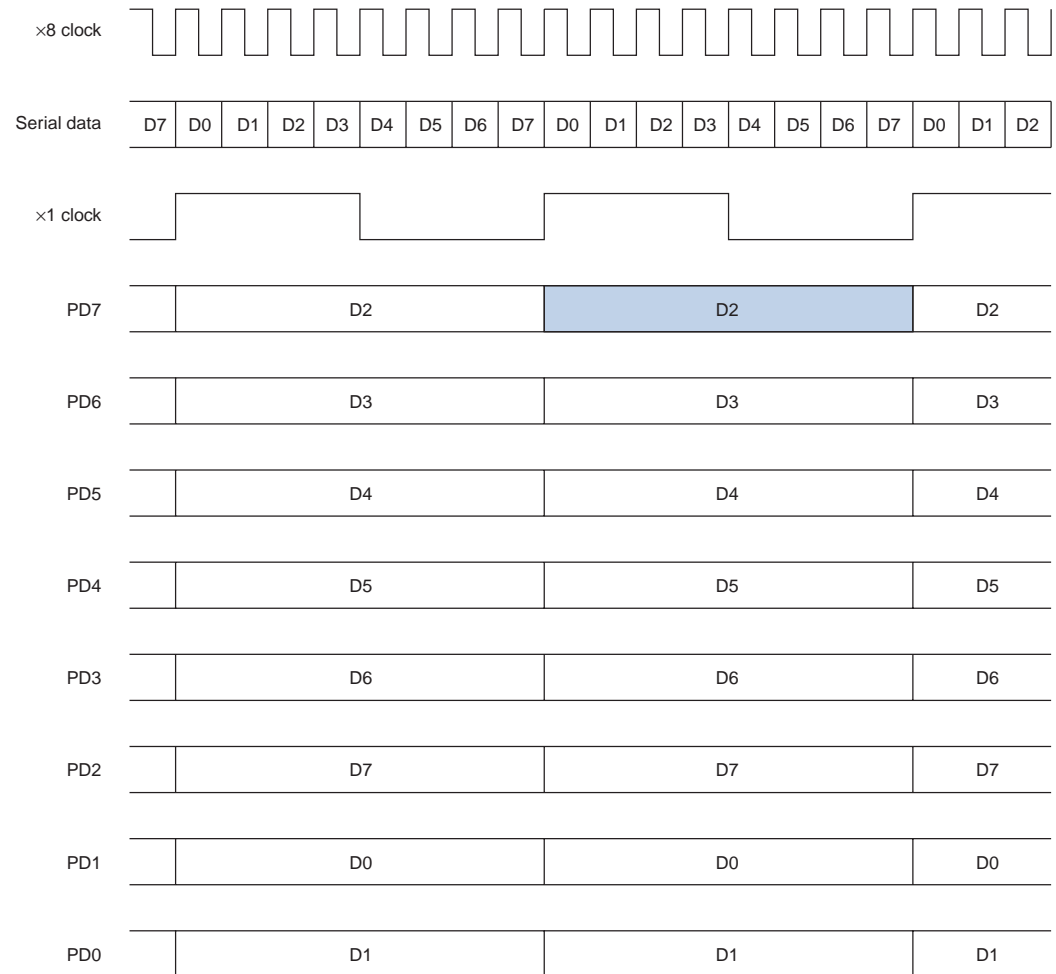 ×8 clock
Serial data D7 D0 D1 D2 D3 D4 D5 D6 D7 D0 D1 D2 D3 D4 D5 D6 D7 D0 D1 D2
×1 clock
PD7 D2 D2 D2
PD6 D3 D3 D3
PD5 D4 D4 D4
PD4 D5 D5 D5
PD3 D6 D6 D6
PD2 D7 D7 D7
PD1 D0 D0 D0
PD0 D1 D1 D1